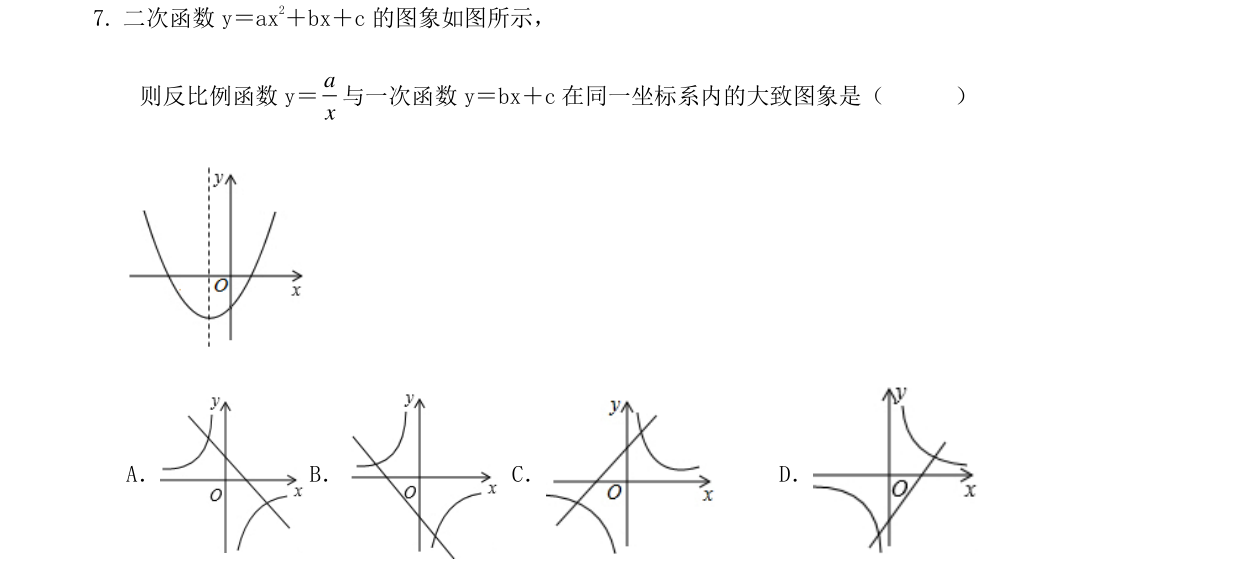 7. 二次函数 y＝ax²＋bx＋c 的图象如图所示，
则反比例函数 y＝a/x 与一次函数 y＝bx＋c 在同一坐标系内的大致图象是（　　　）
y
O
x
A. y O x B. y O x C. y O x D. y O x